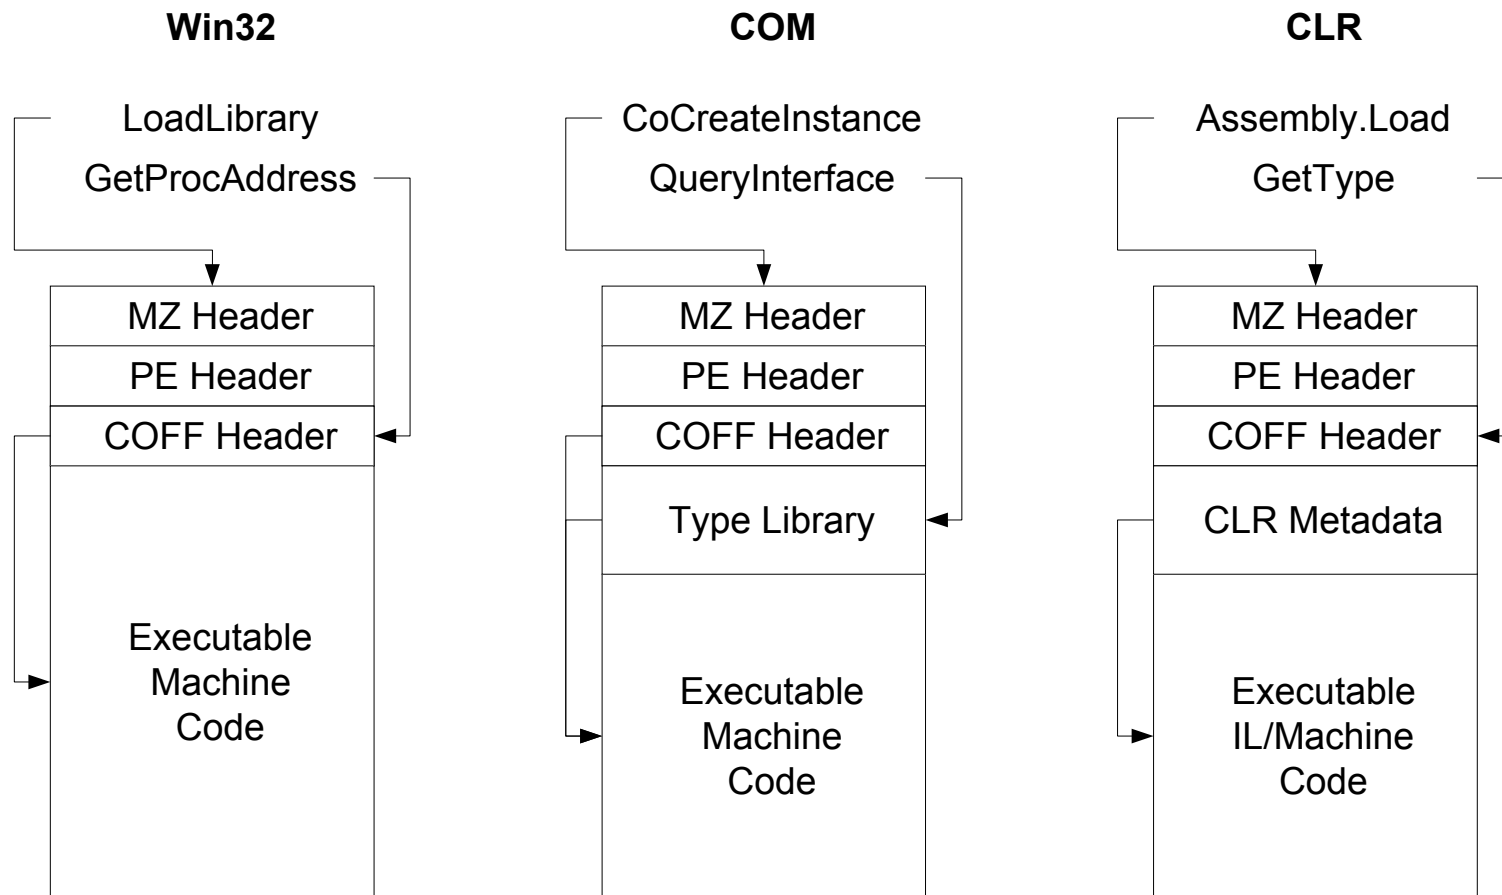 Win32
LoadLibrary
GetProcAddress
MZ Header
PE Header
COFF Header
Executable
Machine
Code
COM
CoCreateInstance
QueryInterface
MZ Header
PE Header
COFF Header
Type Library
Executable
Machine
Code
CLR
Assembly.Load
GetType
MZ Header
PE Header
COFF Header
CLR Metadata
Executable
IL/Machine
Code